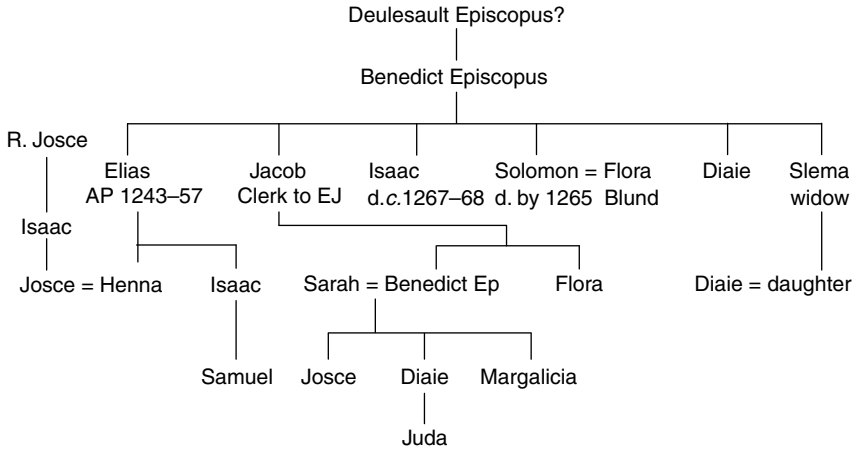 Deulesault Episcopus?
Benedict Episcopus
R. Josce
Elias Jacob Isaac Solomon = Flora Diaie Slema
AP 1243–57 Clerk to EJ d.c.1267–68 d. by 1265 Blund widow
Isaac
Josce = Henna Isaac Sarah = Benedict Ep Flora Diaie = daughter
Samuel Josce Diaie Margalicia
Juda